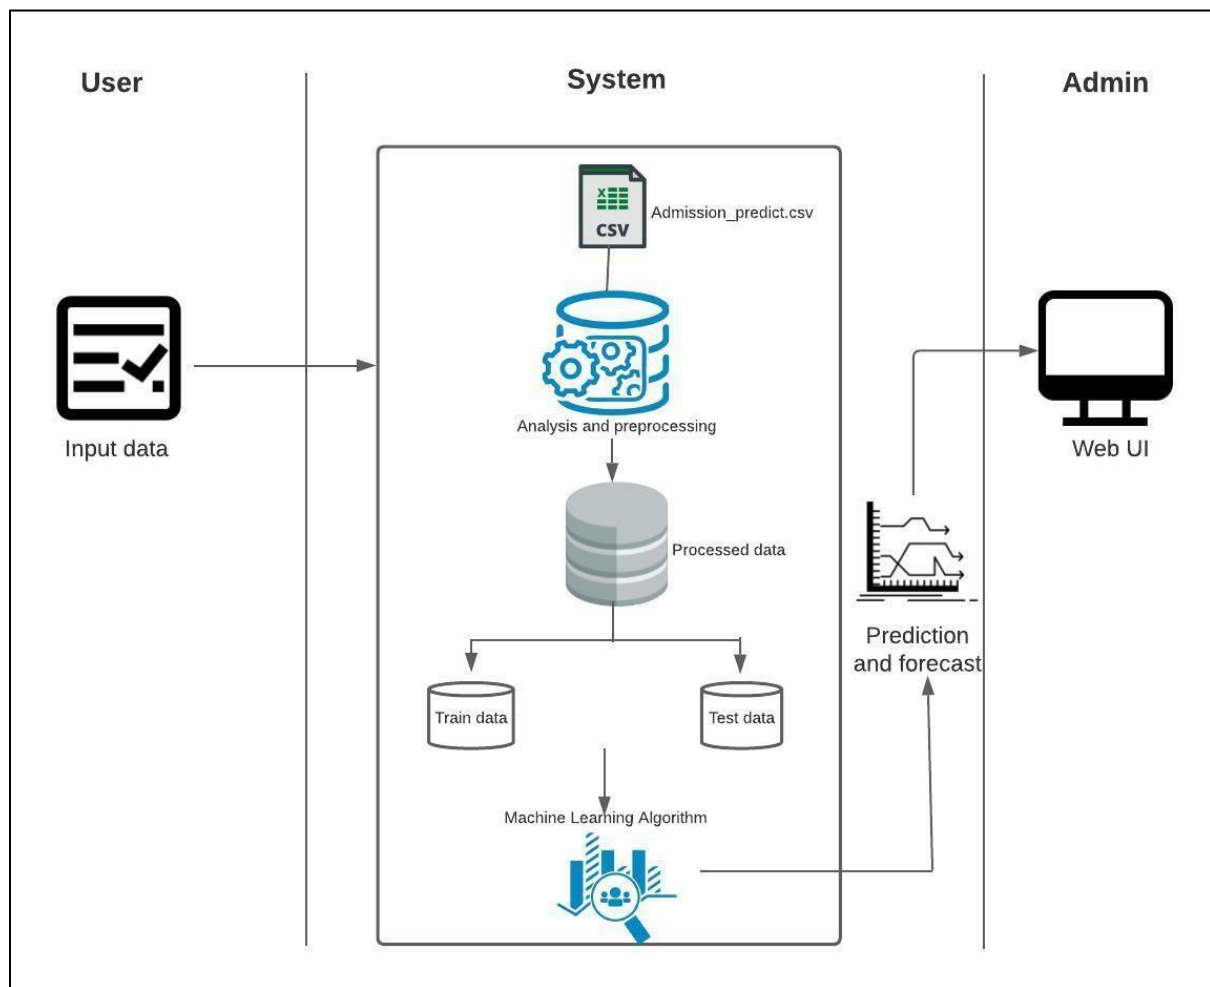 User
System
Admin
X
CSV
Admission_predict.csv
Input data
Analysis and preprocessing
Web UI
Processed data
Prediction
and forecast
Train data
Test data
Machine Learning Algorithm